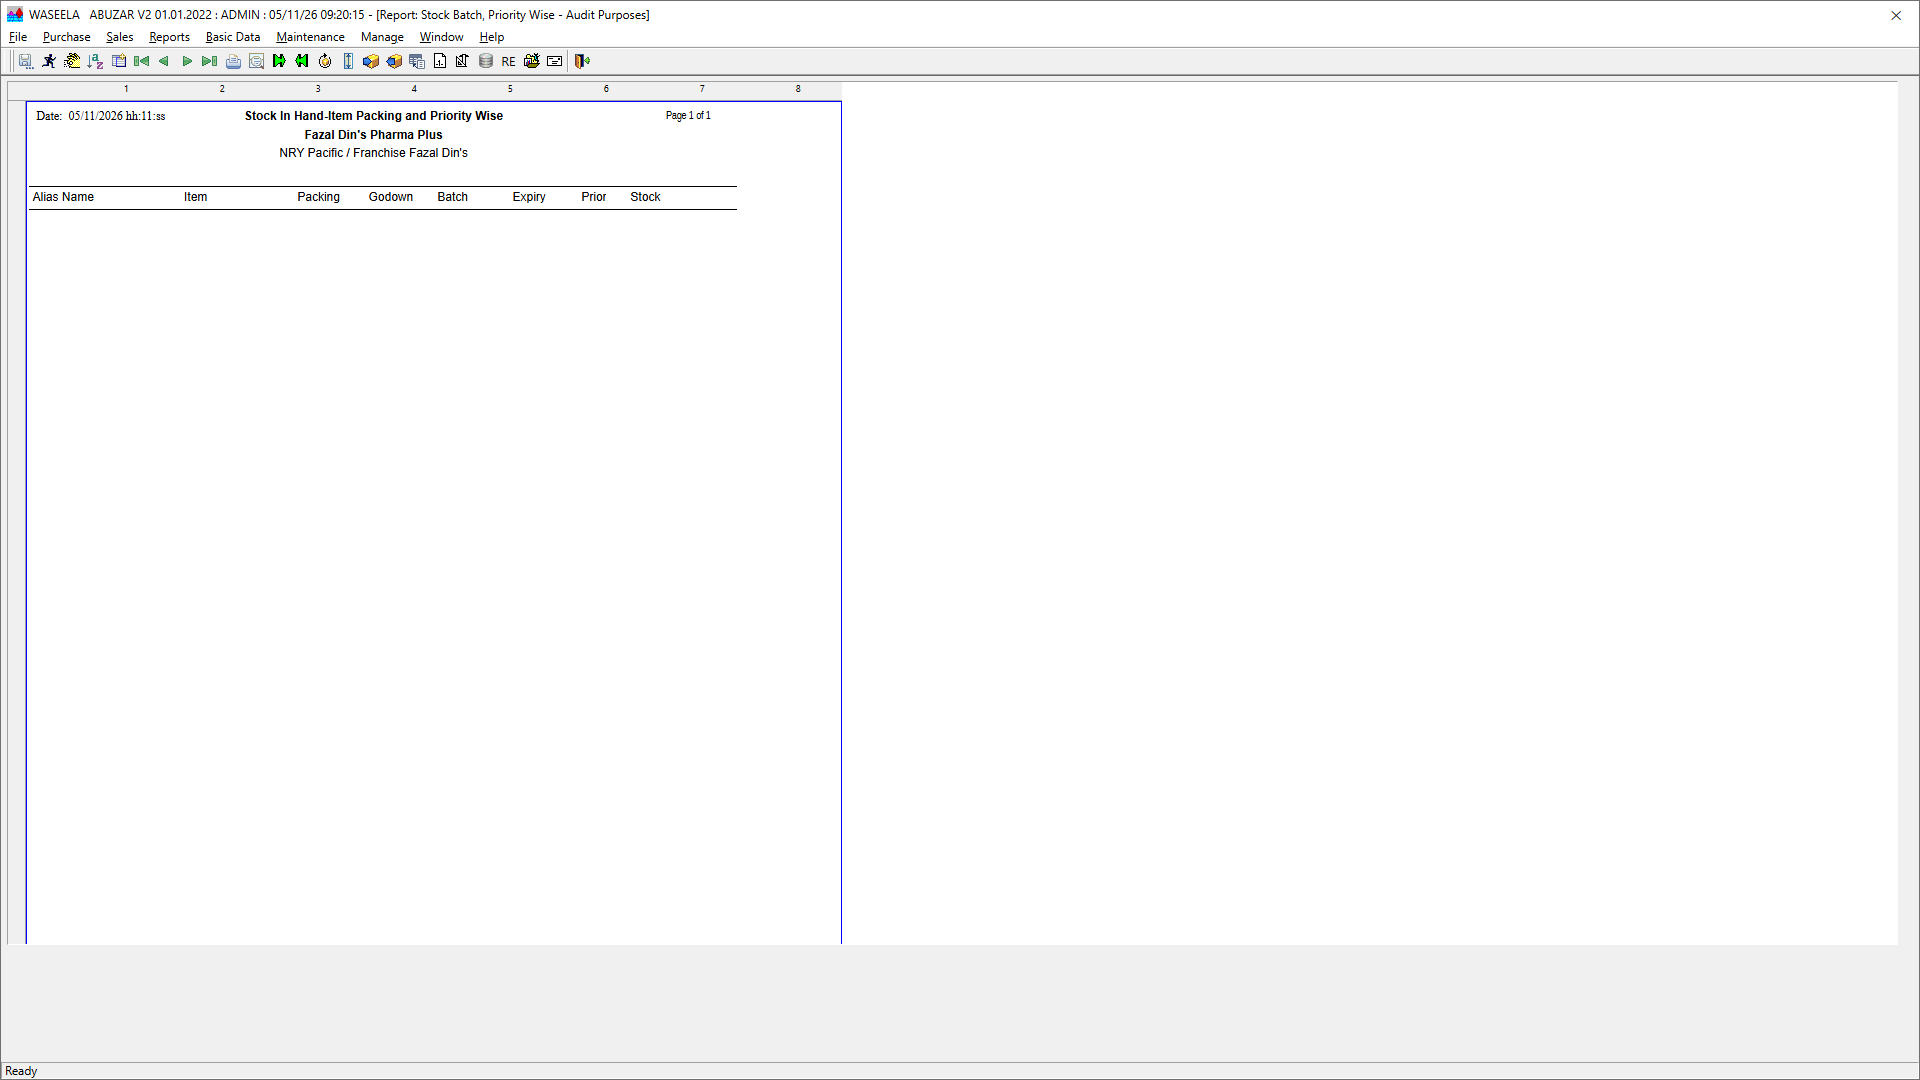 WASEELA   ABUZAR V2 01.01.2022 : ADMIN : 05/11/26 09:20:15 - [Report: Stock Batch, Priority Wise - Audit Purposes]
File Purchase Sales Reports Basic Data Maintenance Manage Window Help
RE
1 2 3 4 5 6 7 8
Date: 05/11/2026 hh:11:ss Stock In Hand-Item Packing and Priority Wise Page 1 of 1
Fazal Din's Pharma Plus
NRY Pacific / Franchise Fazal Din's
Alias Name Item Packing Godown Batch Expiry Prior Stock
Ready